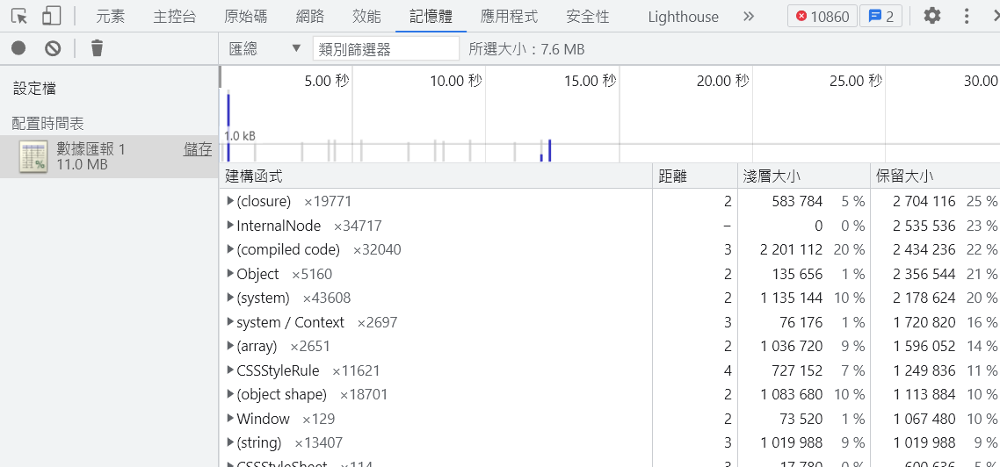 元素 主控台 原始碼 網路 效能 記憶體 應用程式 安全性 Lighthouse 10860 2
匯總 類別篩選器 所選大小：7.6 MB
設定檔
配置時間表
數據匯報 1 儲存
11.0 MB
5.00 秒 10.00 秒 15.00 秒 20.00 秒 25.00 秒 30.00
1.0 kB
建構函式 距離 淺層大小 保留大小
(closure) ×19771 2 583 784 5 % 2 704 116 25 %
InternalNode ×34717 – 0 0 % 2 535 536 23 %
(compiled code) ×32040 3 2 201 112 20 % 2 434 236 22 %
Object ×5160 2 135 656 1 % 2 356 544 21 %
(system) ×43608 2 1 135 144 10 % 2 178 624 20 %
system / Context ×2697 3 76 176 1 % 1 720 820 16 %
(array) ×2651 2 1 036 720 9 % 1 596 052 14 %
CSSStyleRule ×11621 4 727 152 7 % 1 249 836 11 %
(object shape) ×18701 2 1 083 680 10 % 1 113 884 10 %
Window ×129 2 73 520 1 % 1 067 480 10 %
(string) ×13407 3 1 019 988 9 % 1 019 988 9 %
CSSStyleSheet ×114 3 17 780 0 % 600 636 5 %